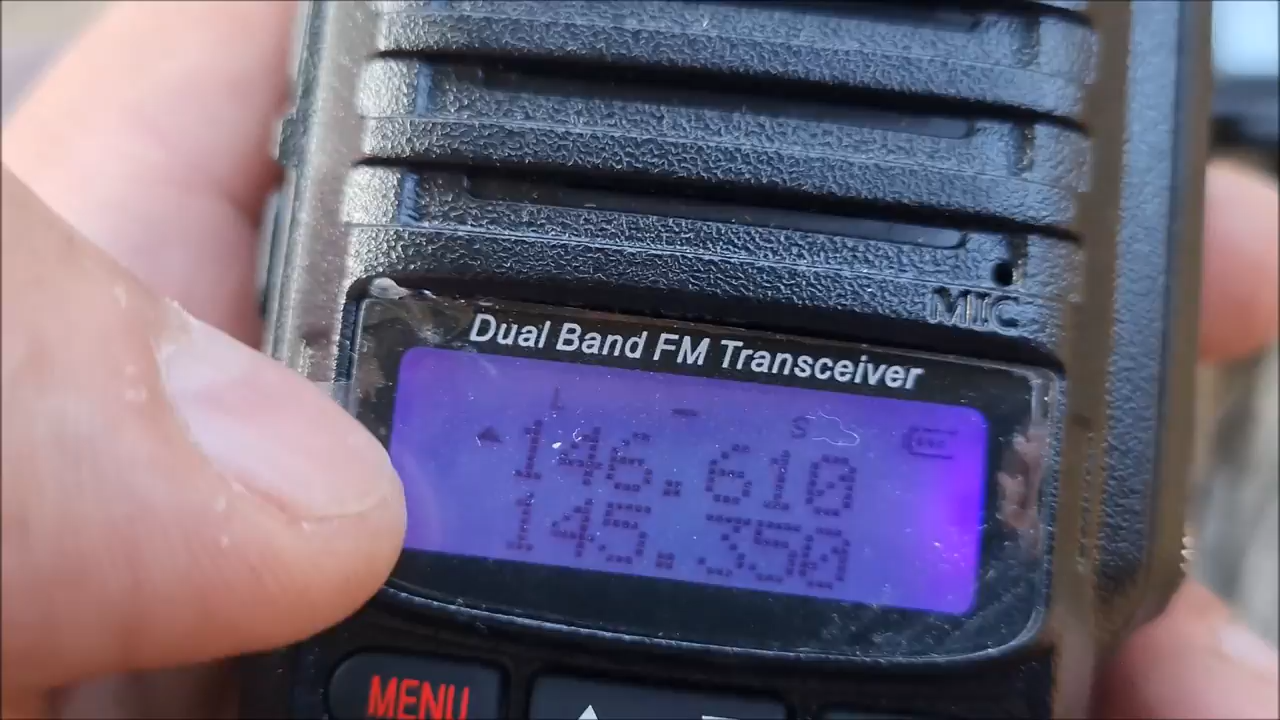 MIC
Dual Band FM Transceiver
L - S
146.610
145.350
MENU